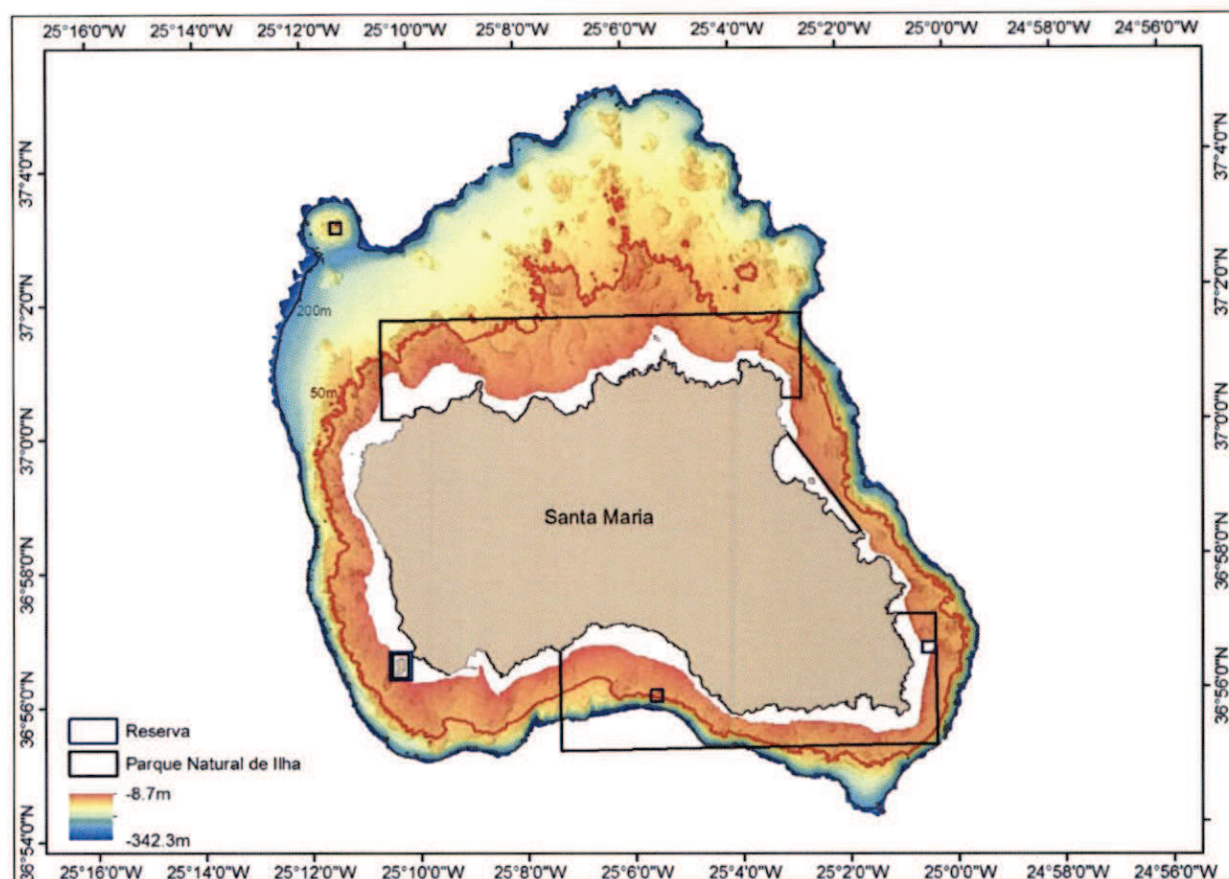 25°16'0"W 25°14'0"W 25°12'0"W 25°10'0"W 25°8'0"W 25°6'0"W 25°4'0"W 25°2'0"W 25°0'0"W 24°58'0"W 24°56'0"W
37°4'0"N
37°2'0"N
37°0'0"N
36°58'0"N
36°56'0"N
36°54'0"N
200m
50m
Santa Maria
Reserva
Parque Natural de Ilha
-8.7m
-342.3m
37°4'0"N
37°2'0"N
37°0'0"N
36°58'0"N
36°56'0"N
25°16'0"W 25°14'0"W 25°12'0"W 25°10'0"W 25°8'0"W 25°6'0"W 25°4'0"W 25°2'0"W 25°0'0"W 24°58'0"W 24°56'0"W